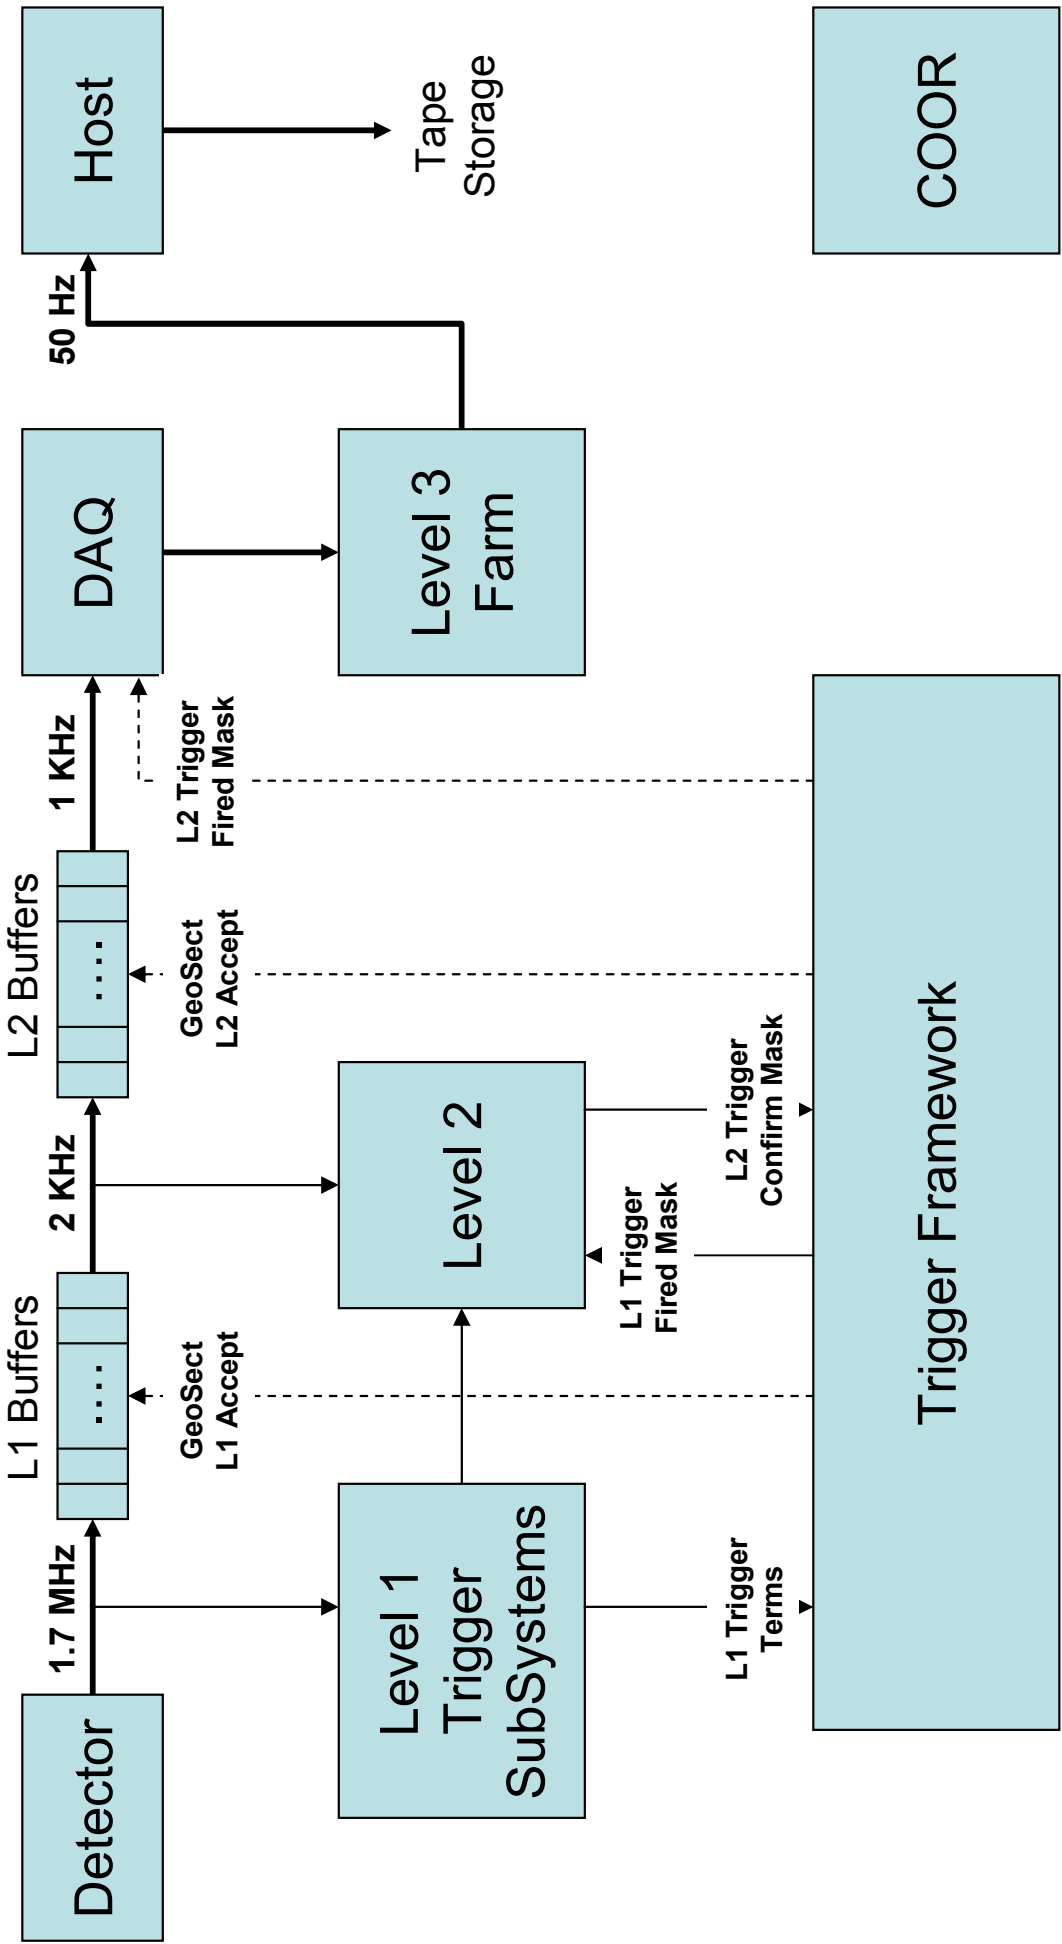 L1 Buffers
L2 Buffers
Detector
1.7 MHz
2 KHz
1 KHz
DAQ
50 Hz
Host
GeoSect
L1 Accept
GeoSect
L2 Accept
L2 Trigger
Fired Mask
Level 1
Trigger
SubSystems
Level 2
Level 3
Farm
Tape
Storage
L1 Trigger
Terms
L1 Trigger
Fired Mask
L2 Trigger
Confirm Mask
Trigger Framework
COOR